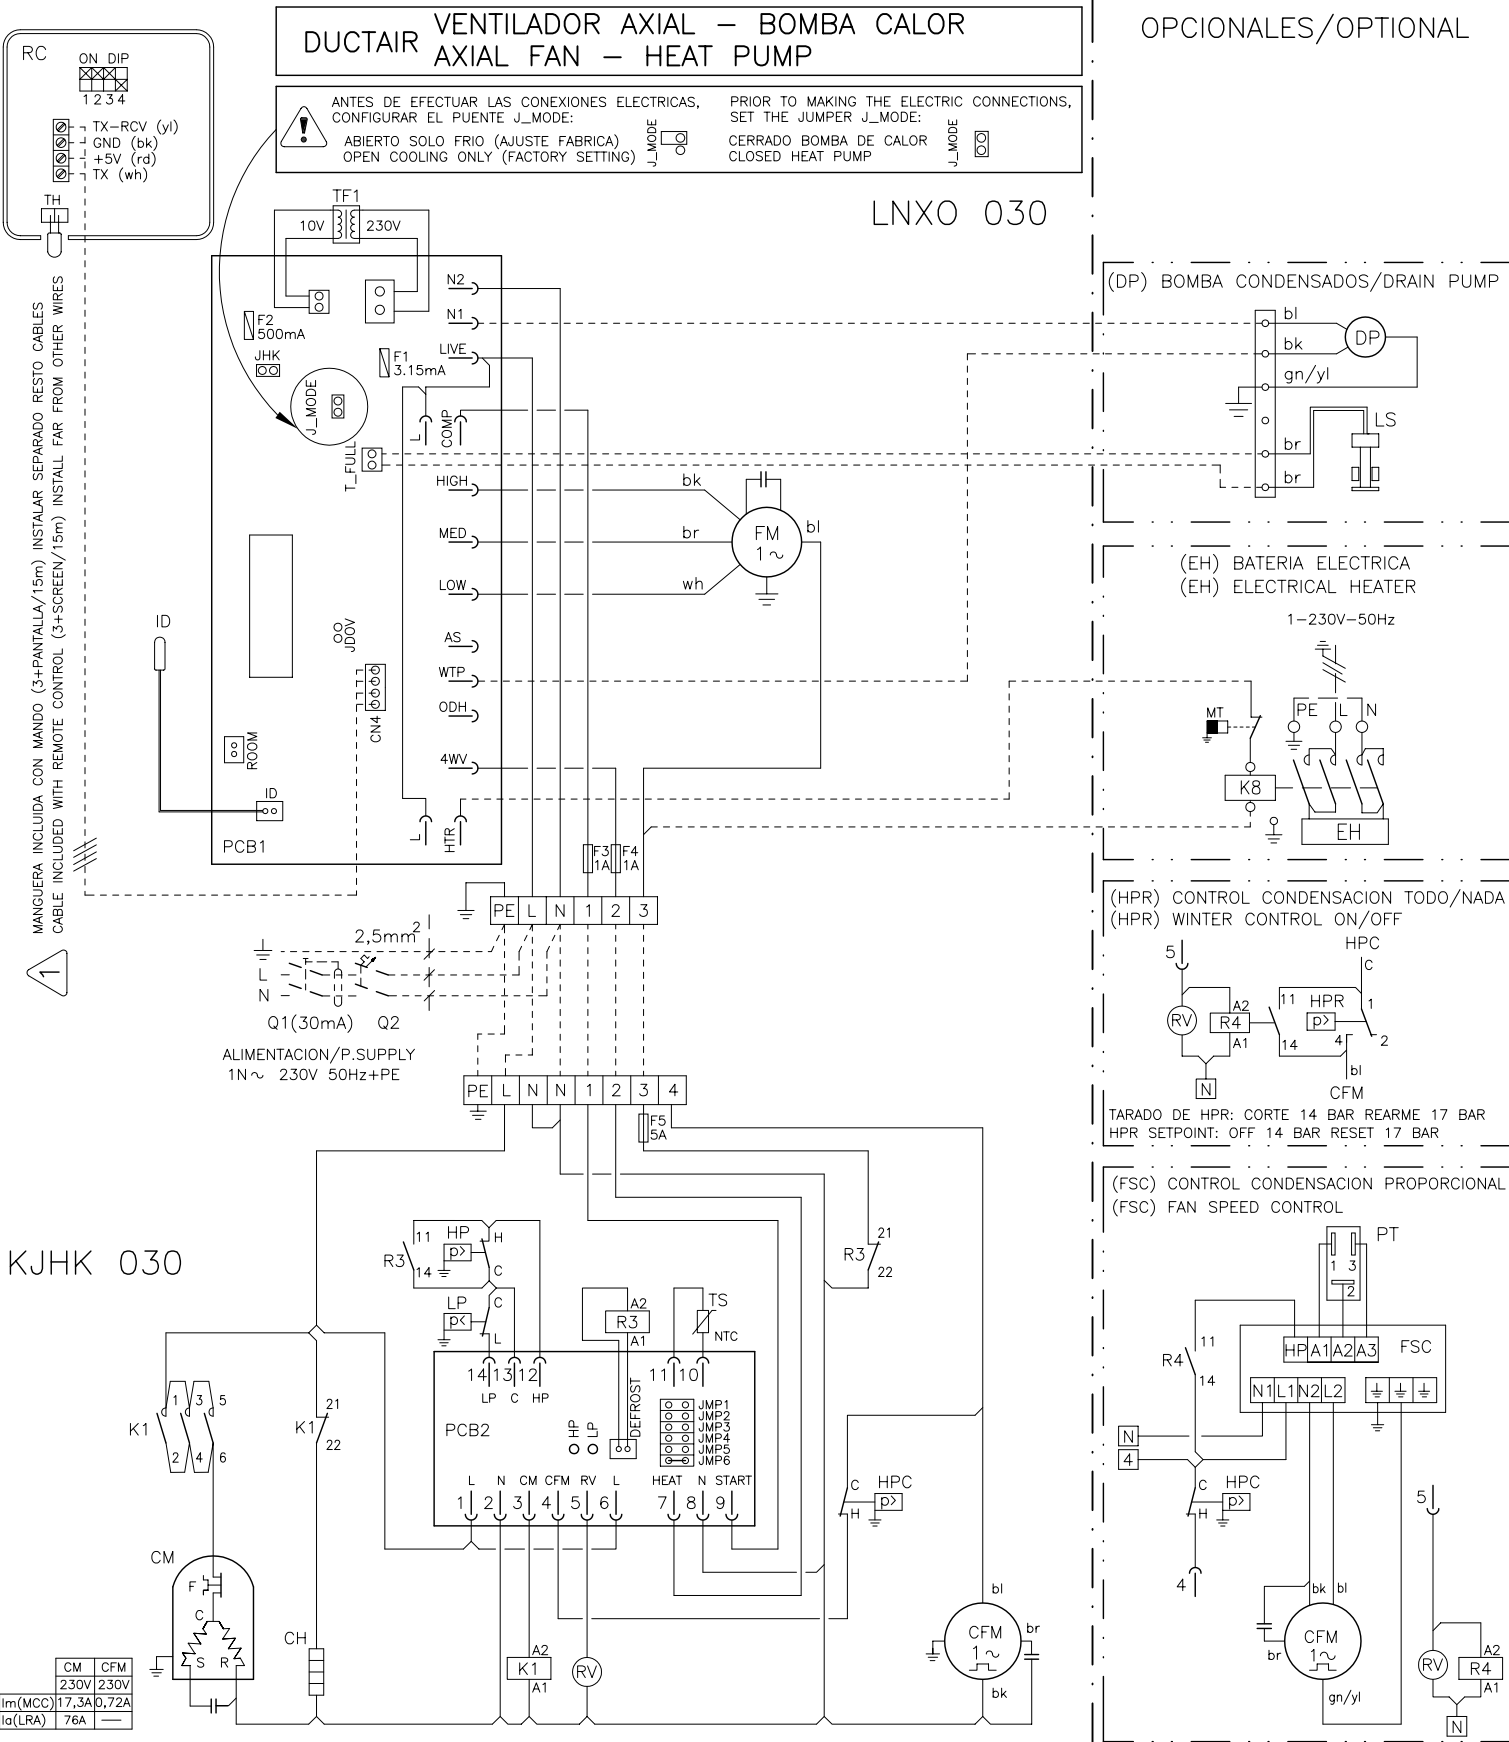 DUCTAIR
VENTILADOR AXIAL – BOMBA CALOR
AXIAL FAN – HEAT PUMP
OPCIONALES/OPTIONAL
RC
ON DIP
1234
TX-RCV (yl)
GND (bk)
+5V (rd)
TX (wh)
TH
ANTES DE EFECTUAR LAS CONEXIONES ELECTRICAS,
CONFIGURAR EL PUENTE J_MODE:
ABIERTO SOLO FRIO (AJUSTE FABRICA)
OPEN COOLING ONLY (FACTORY SETTING)
J_MODE
PRIOR TO MAKING THE ELECTRIC CONNECTIONS,
SET THE JUMPER J_MODE:
CERRADO BOMBA DE CALOR
CLOSED HEAT PUMP
J_MODE
LNXO 030
MANGUERA INCLUIDA CON MANDO (3+PANTALLA/15m) INSTALAR SEPARADO RESTO CABLES
CABLE INCLUDED WITH REMOTE CONTROL (3+SCREEN/15m) INSTALL FAR FROM OTHER WIRES
1
TF1
10V
230V
F2
500mA
JHK
F1
3.15mA
J_MODE
T_FULL
N2
N1
LIVE
L
COMP
HIGH
MED
LOW
AS
WTP
ODH
4WV
L
HTR
JDOV
CN4
ROOM
ID
ID
PCB1
bk
br
wh
bl
FM
1~
F3
1A
F4
1A
PE L N 1 2 3
2,5mm2
L
N
Q1(30mA)
Q2
ALIMENTACION/P.SUPPLY
1N~ 230V 50Hz+PE
PE L N N 1 2 3 4
F5
5A
KJHK 030
R3
11
14
HP
p>
H
C
LP
p<
C
L
A2
R3
A1
TS
NTC
R3
21
22
14 13 12
LP C HP
11 10
PCB2
HP
LP
DEFROST
JMP1
JMP2
JMP3
JMP4
JMP5
JMP6
L N CM CFM RV L HEAT N START
1 2 3 4 5 6 7 8 9
K1
1 3 5
2 4 6
K1
21
22
C
H
HPC
p>
CM
F
C
S R
CH
A2
K1
A1
RV
bl
CFM
1~
br
bk
CM CFM
230V 230V
Im(MCC) 17,3A 0,72A
Ia(LRA) 76A —
(DP) BOMBA CONDENSADOS/DRAIN PUMP
bl
bk
gn/yl
DP
br
br
LS
(EH) BATERIA ELECTRICA
(EH) ELECTRICAL HEATER
1-230V-50Hz
PE L N
MT
K8
EH
(HPR) CONTROL CONDENSACION TODO/NADA
(HPR) WINTER CONTROL ON/OFF
5
RV
A2
R4
A1
N
11
14
HPR
p>
HPC
C
1
4
2
bl
CFM
TARADO DE HPR: CORTE 14 BAR REARME 17 BAR
HPR SETPOINT: OFF 14 BAR RESET 17 BAR
(FSC) CONTROL CONDENSACION PROPORCIONAL
(FSC) FAN SPEED CONTROL
PT
1 3
2
R4
11
14
HP A1 A2 A3
FSC
N1 L1 N2 L2
N
4
C
H
HPC
p>
4
bk
bl
CFM
1~
br
gn/yl
5
RV
A2
R4
A1
N